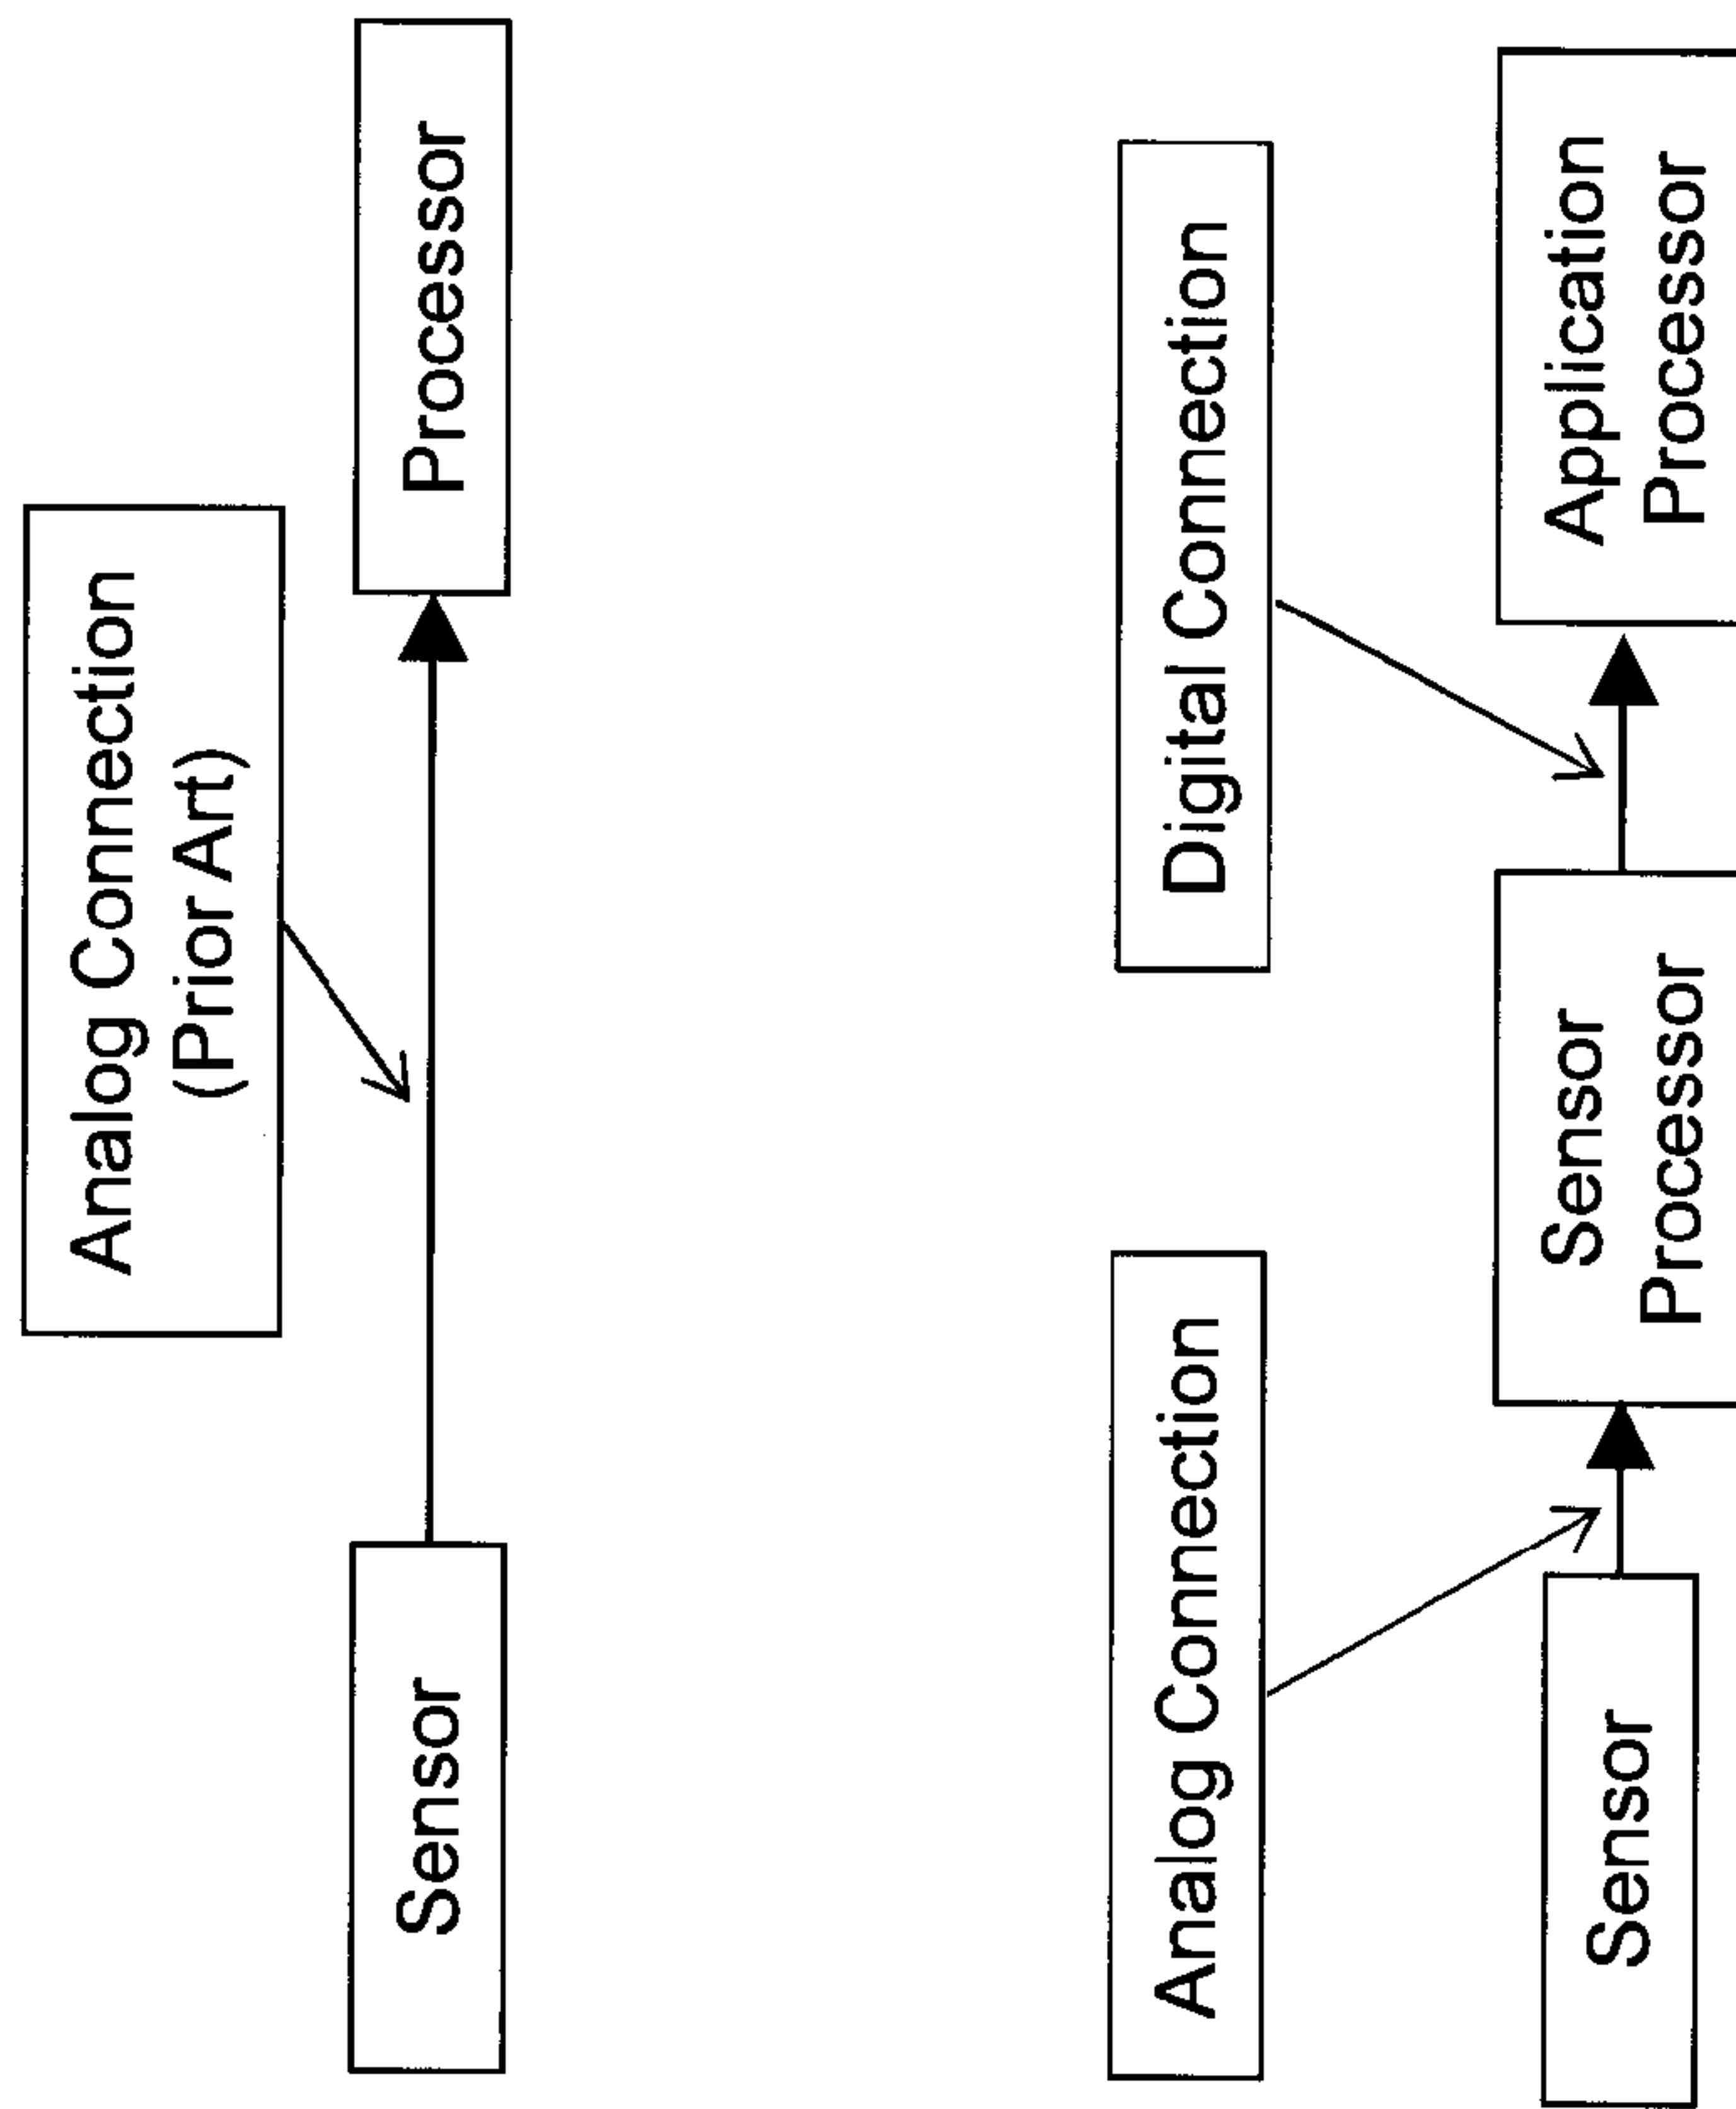 Analog Connection
(Prior Art)
Sensor
Processor
Analog Connection
Digital Connection
Sensor
Sensor
Processor
Application
Processor